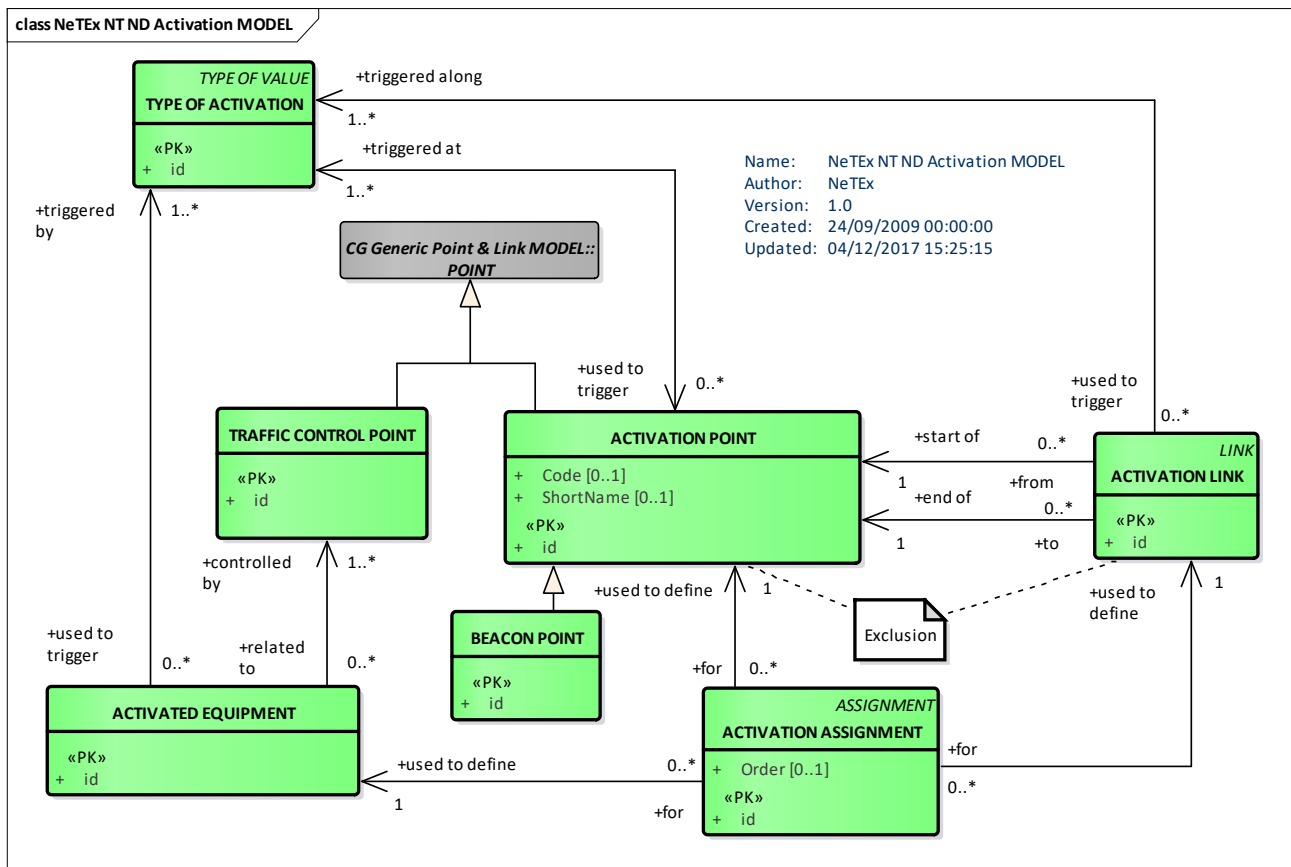 class NeTEx NT ND Activation MODEL
TYPE OF VALUE
TYPE OF ACTIVATION
«PK»
+ id
+triggered along
1..*
+triggered at
1..*
+triggered
by
1..*
Name: NeTEx NT ND Activation MODEL
Author: NeTEx
Version: 1.0
Created: 24/09/2009 00:00:00
Updated: 04/12/2017 15:25:15
CG Generic Point & Link MODEL::
POINT
+used to
trigger
0..*
+used to
trigger
0..*
TRAFFIC CONTROL POINT
«PK»
+ id
ACTIVATION POINT
+ Code [0..1]
+ ShortName [0..1]
«PK»
+ id
+start of
0..*
1
+from
+end of
0..*
1
+to
LINK
ACTIVATION LINK
«PK»
+ id
+controlled
by
1..*
+used to define
1
+used to
define
1
Exclusion
BEACON POINT
«PK»
+ id
+used to
trigger
0..*
+related
to
0..*
+for
0..*
ACTIVATED EQUIPMENT
«PK»
+ id
ASSIGNMENT
ACTIVATION ASSIGNMENT
+ Order [0..1]
«PK»
+ id
+used to define
0..*
1
+for
+for
0..*